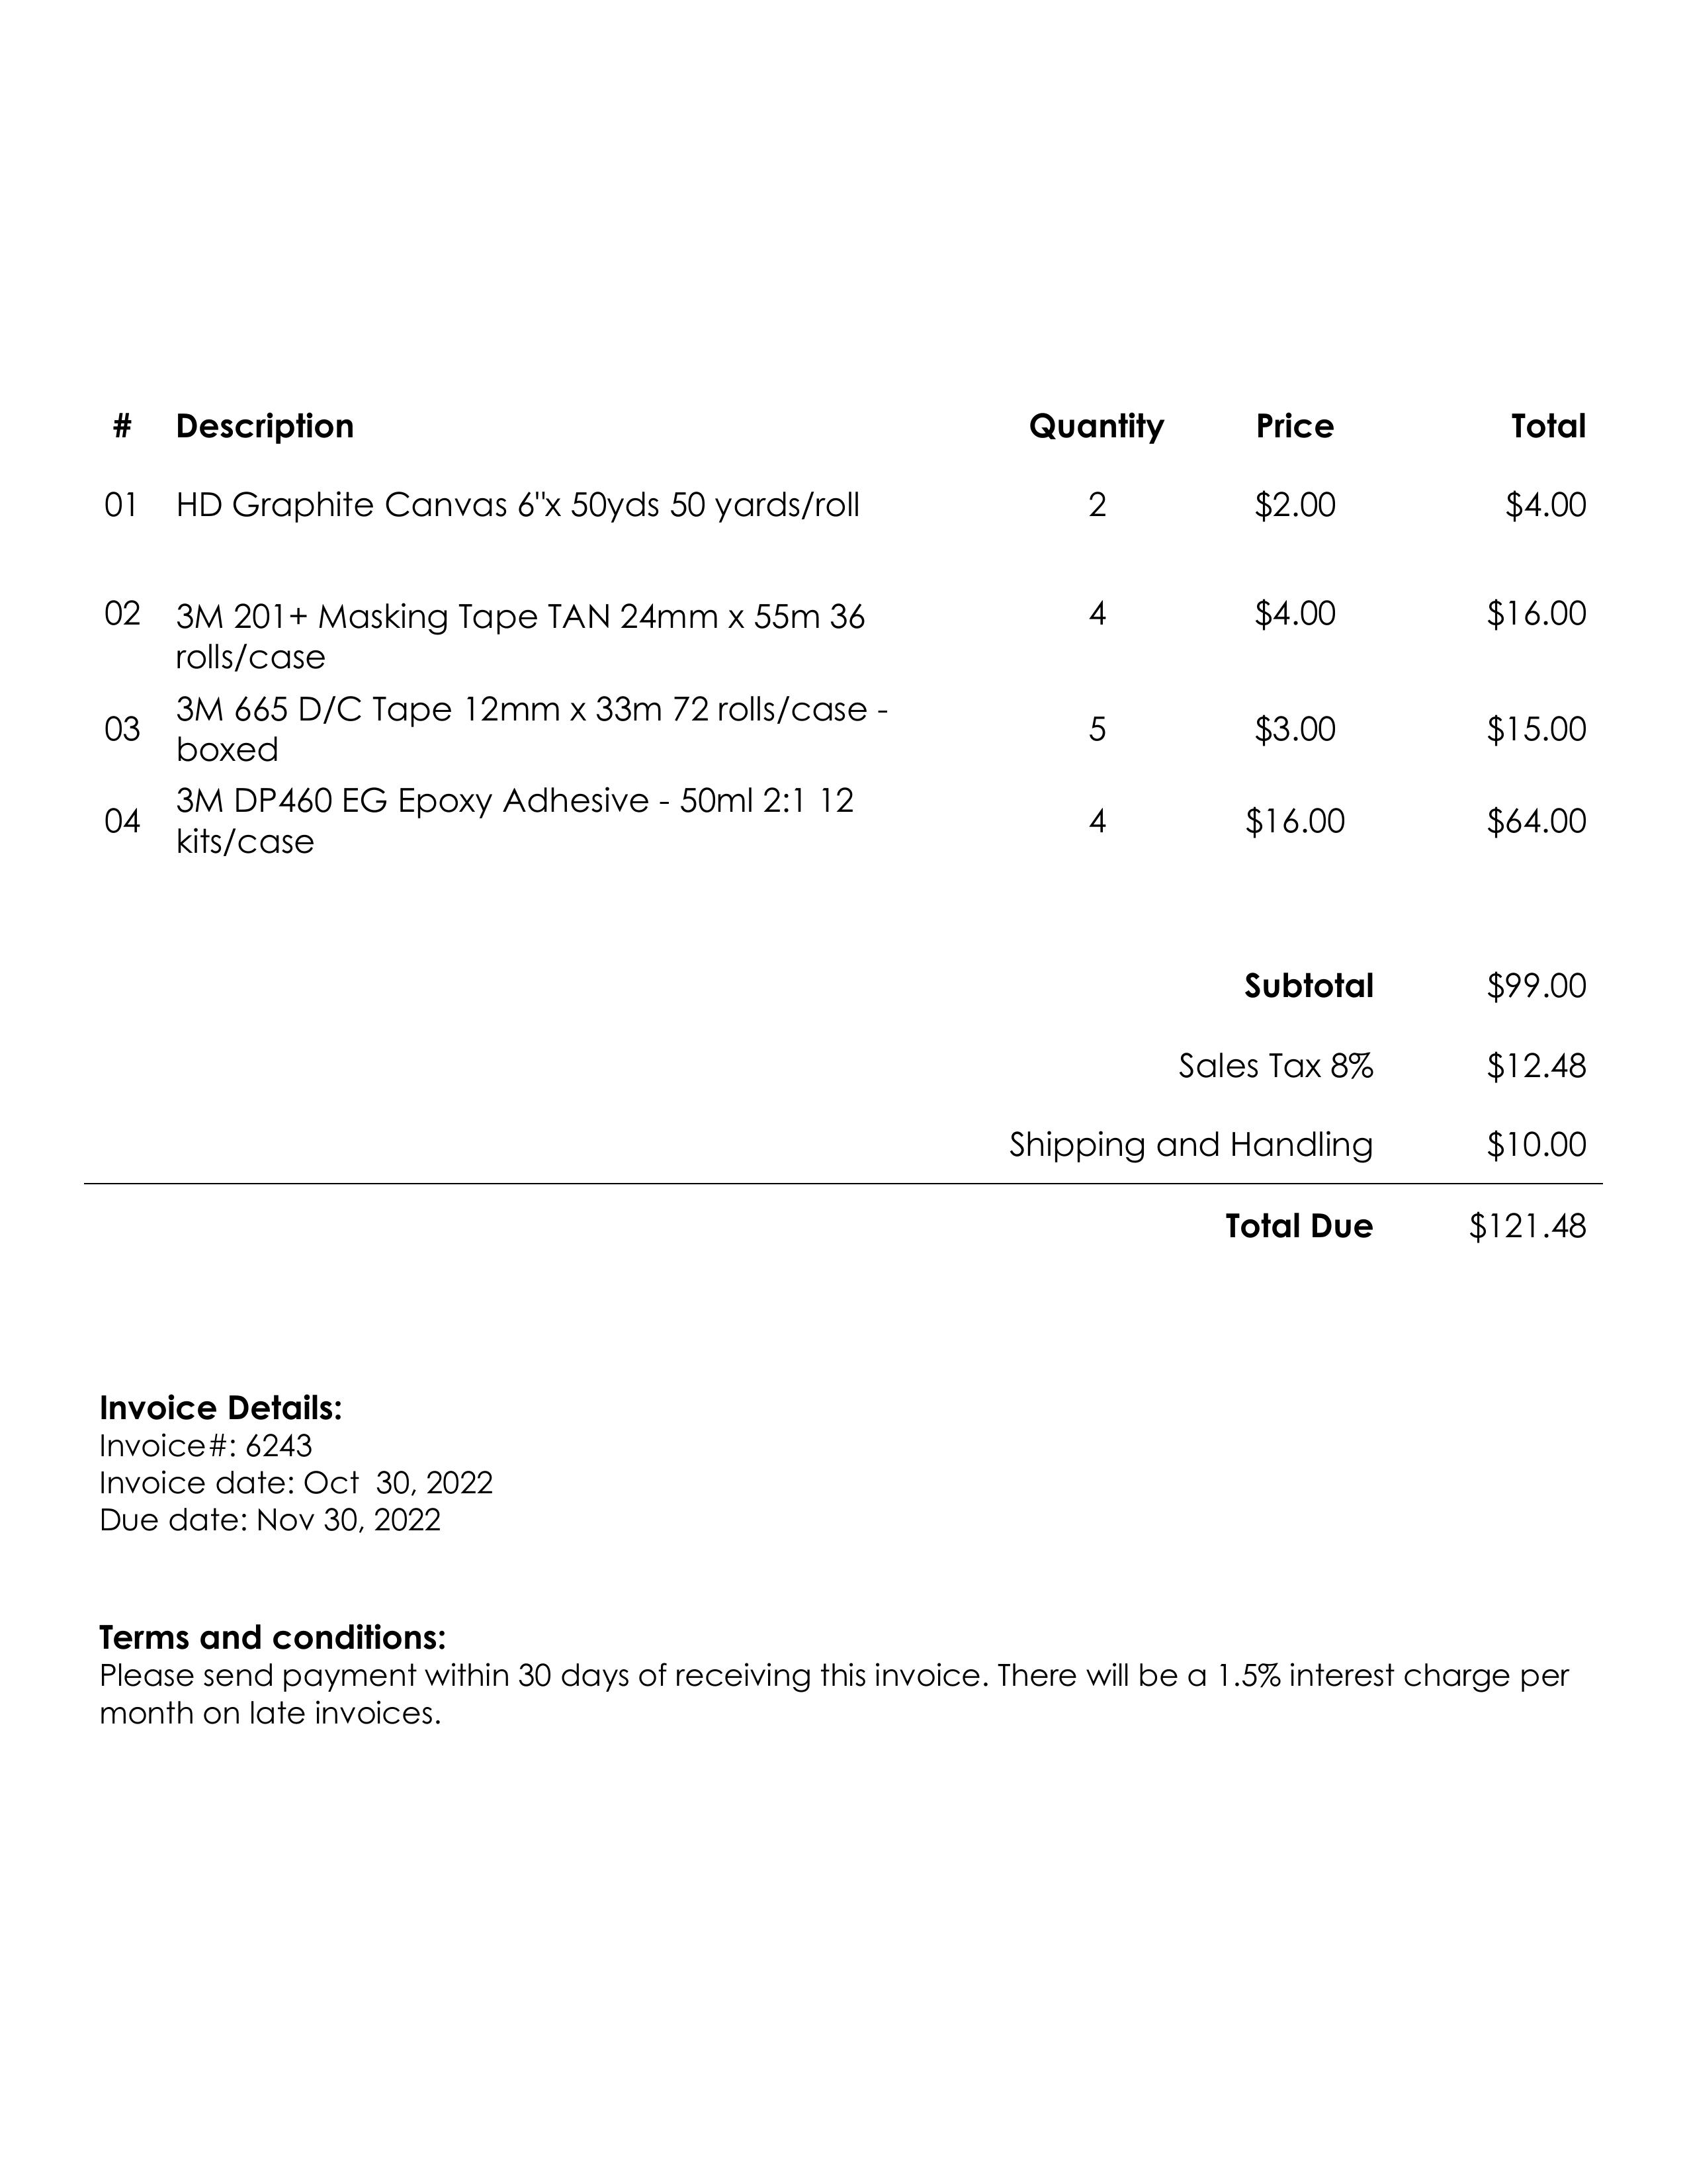 # Description Quantity Price Total
01 HD Graphite Canvas 6"x 50yds 50 yards/roll 2 $2.00 $4.00
02 3M 201+ Masking Tape TAN 24mm x 55m 36 4 $4.00 $16.00
rolls/case
03 3M 665 D/C Tape 12mm x 33m 72 rolls/case - 5 $3.00 $15.00
boxed
04 3M DP460 EG Epoxy Adhesive - 50ml 2:1 12 4 $16.00 $64.00
kits/case
Subtotal $99.00
Sales Tax 8% $12.48
Shipping and Handling $10.00
Total Due $121.48
Invoice Details:
Invoice#: 6243
Invoice date: Oct  30, 2022
Due date: Nov 30, 2022
Terms and conditions:
Please send payment within 30 days of receiving this invoice. There will be a 1.5% interest charge per
month on late invoices.